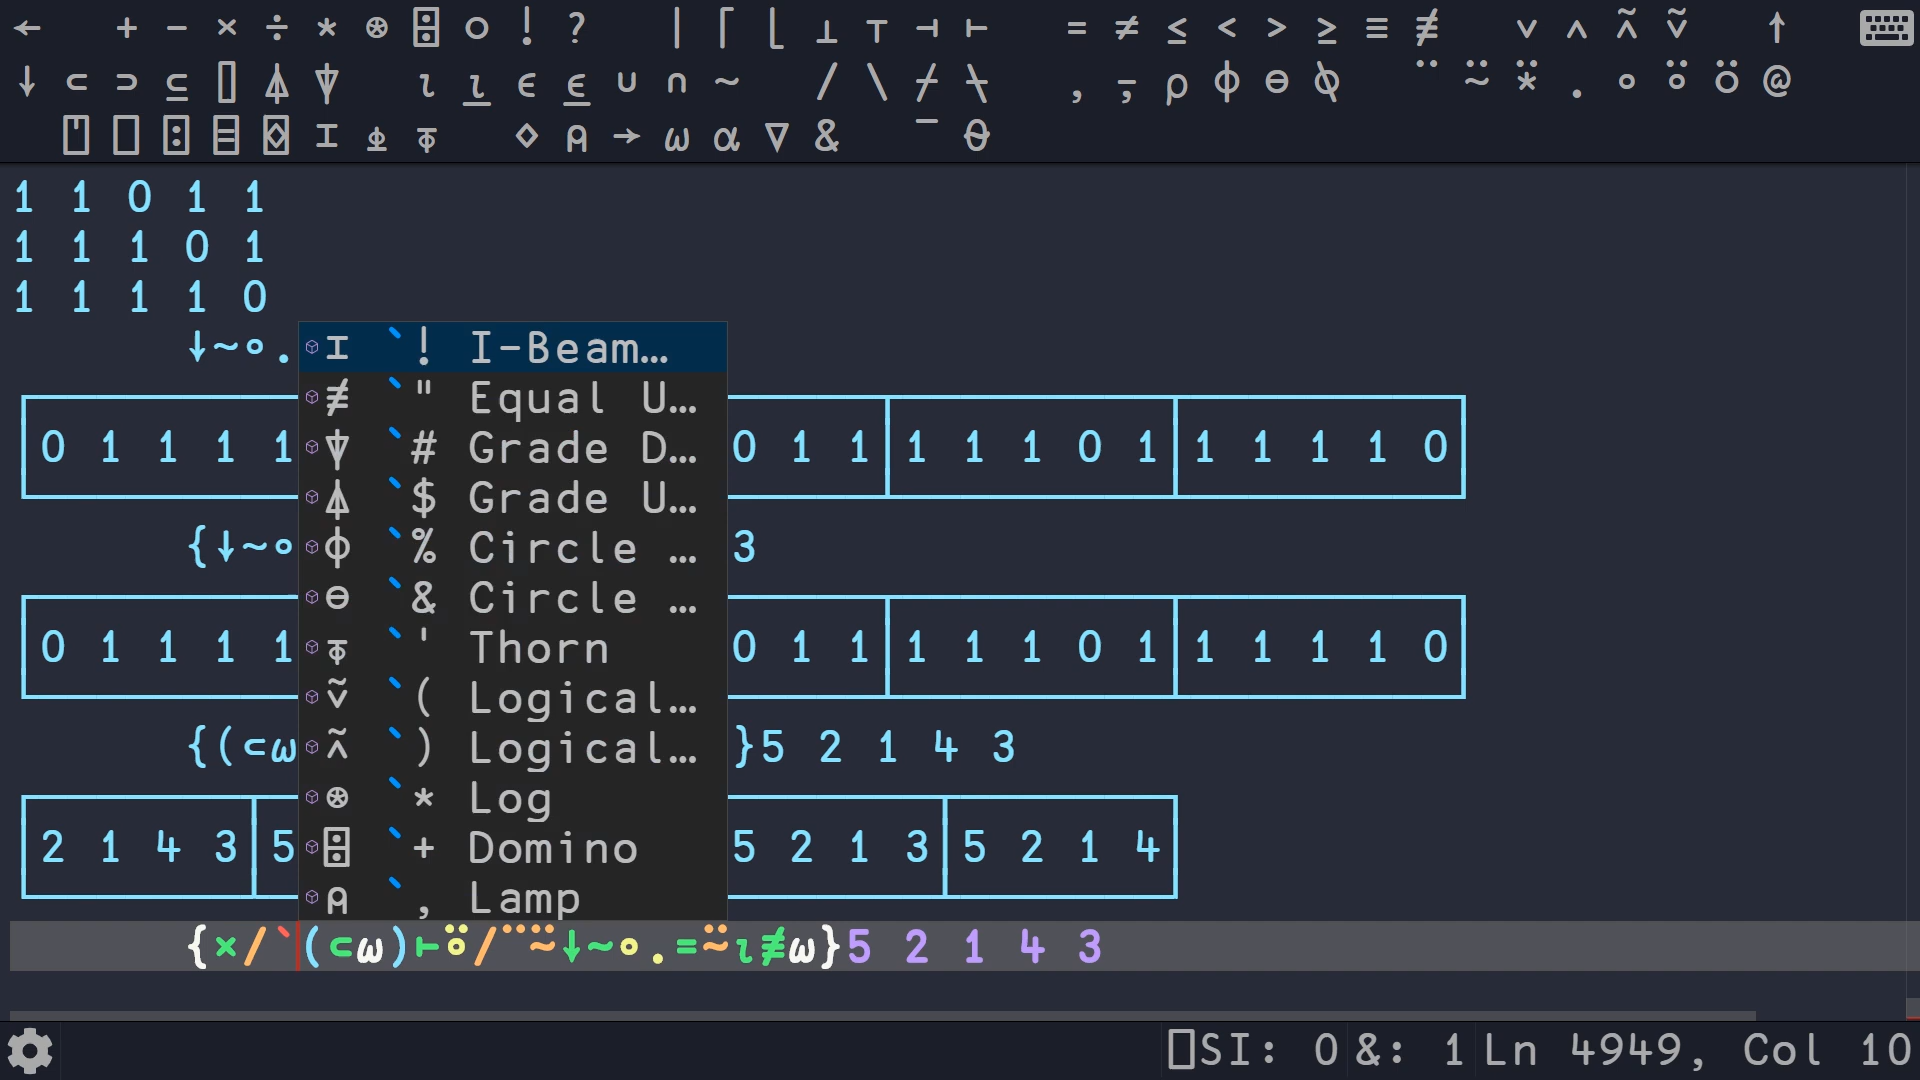 ← + - × ÷ * ⍟ ⌹ ○ ! ? | ⌈ ⌊ ⊥ ⊤ ⊣ ⊢ = ≠ ≤ < > ≥ ≡ ≢ ∨ ∧ ⍲ ⍱ ↑
↓ ⊂ ⊃ ⊆ ⌷ ⍋ ⍒ ⍳ ⍸ ∊ ⍷ ∪ ∩ ~ / \ ⌿ ⍀ , ⍪ ⍴ ⌽ ⊖ ⍉ ¨ ⍨ ⍣ . ∘ ⍤ ⍥ @
⍞ ⎕ ⍠ ⌸ ⌺ ⌶ ⍎ ⍕ ⋄ ⍝ → ⍵ ⍺ ∇ & ¯ ⍬
1 1 0 1 1
1 1 1 0 1
1 1 1 1 0
↓~∘.
0 1 1 1 1 0 1 1 1 1 1 0 1 1 1 1 1 0
{↓~∘ 3
0 1 1 1 1 0 1 1 1 1 1 0 1 1 1 1 1 0
{(⊂⍵ }5 2 1 4 3
2 1 4 3 5 5 2 1 3 5 2 1 4
⌶ `! I-Beam…
≢ `" Equal U…
⍒ `# Grade D…
⍋ `$ Grade U…
⌽ `% Circle …
⊖ `& Circle …
⍕ `' Thorn
⍱ `( Logical…
⍲ `) Logical…
⍟ `* Log
⌹ `+ Domino
⍝ `, Lamp
{×/`(⊂⍵)⊢⍤/¨⍨↓~∘.=⍨⍳≢⍵}5 2 1 4 3
⎕SI: 0 &: 1 Ln 4949, Col 10